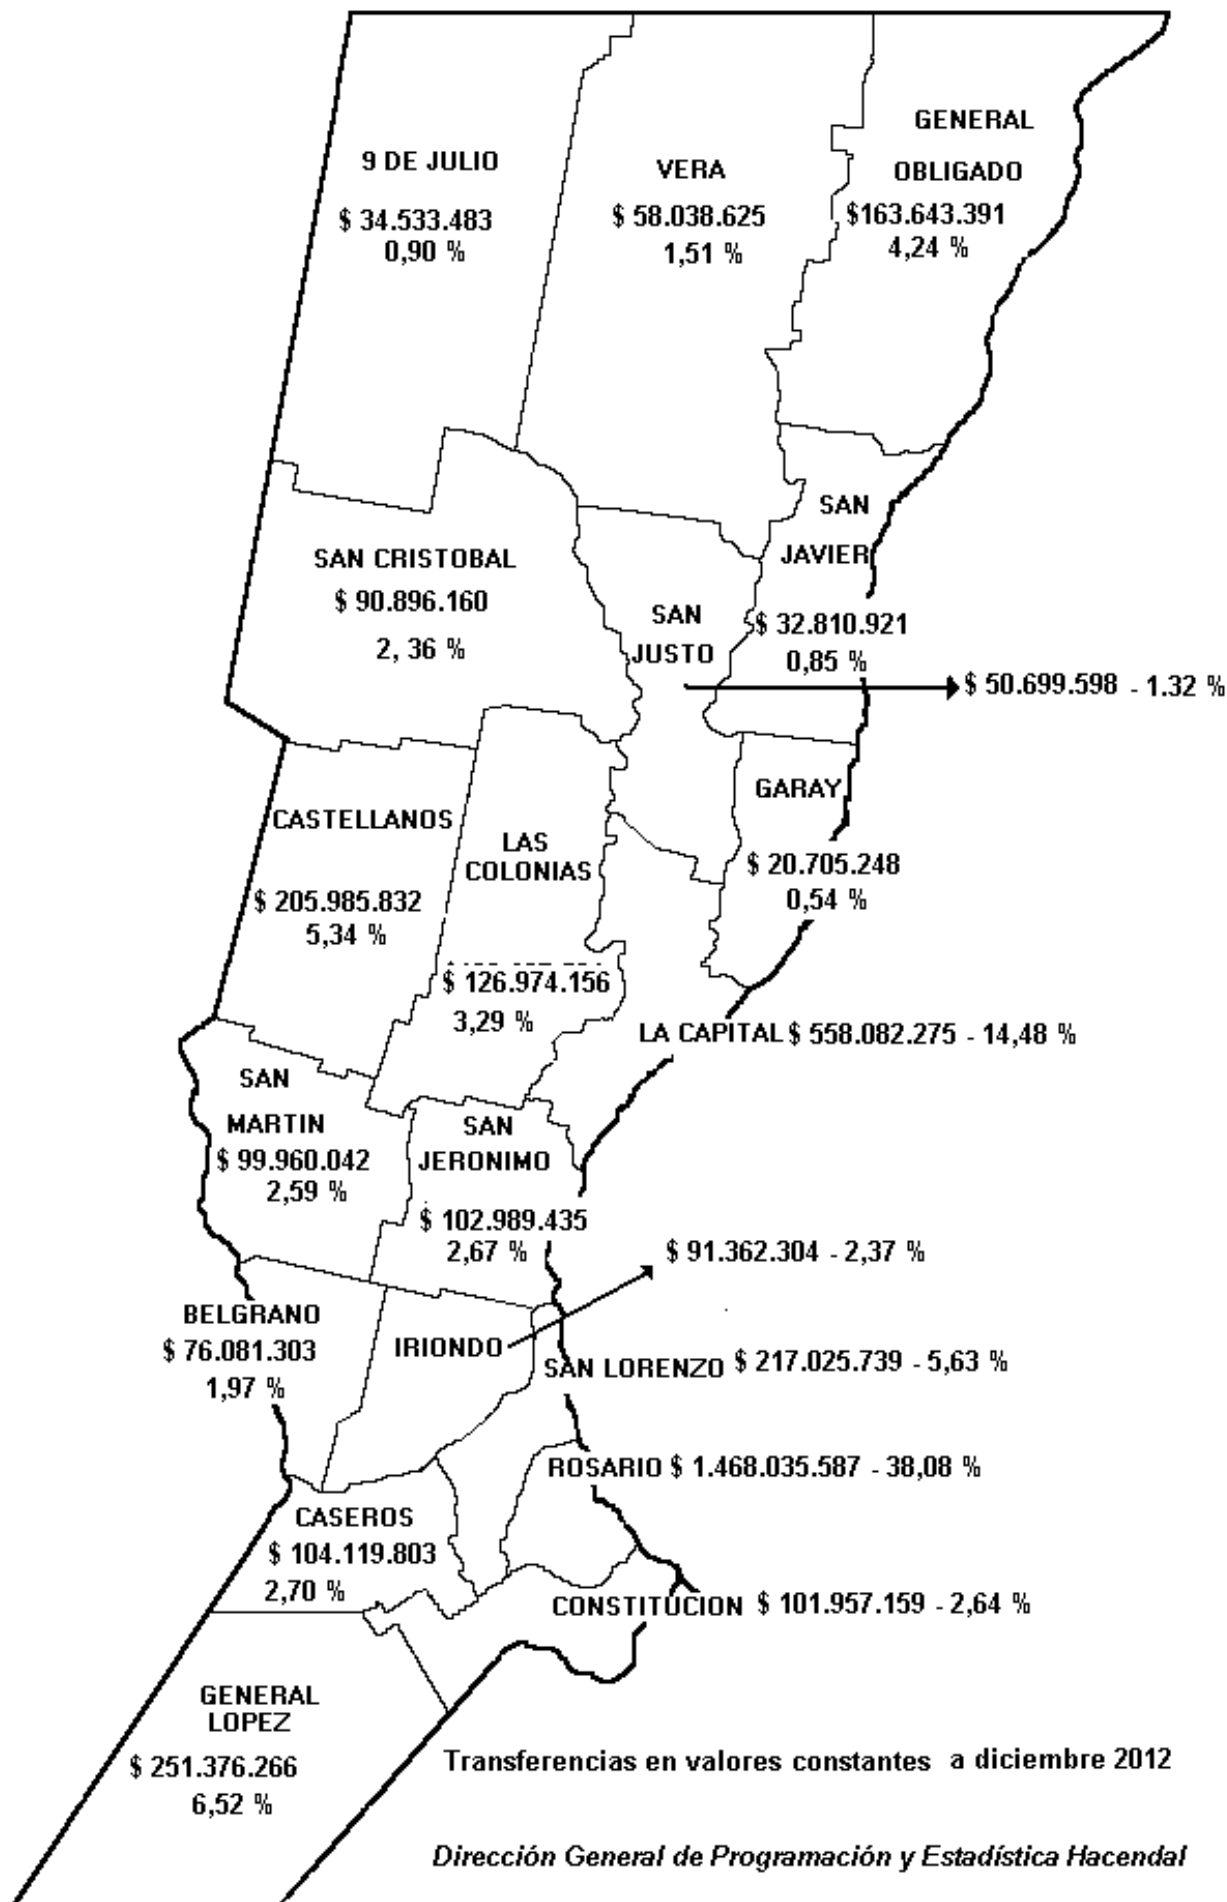 9 DE JULIO
$ 34.533.483
0,90 %
VERA
$ 58.038.625
1,51 %
GENERAL
OBLIGADO
$163.643.391
4,24 %
SAN CRISTOBAL
$ 90.896.160
2, 36 %
SAN
JUSTO
$ 50.699.598 - 1.32 %
SAN
JAVIER
$ 32.810.921
0,85 %
CASTELLANOS
$ 205.985.832
5,34 %
LAS
COLONIAS
$ 126.974.156
3,29 %
GARAY
$ 20.705.248
0,54 %
LA CAPITAL $ 558.082.275 - 14,48 %
SAN
MARTIN
$ 99.960.042
2,59 %
SAN
JERONIMO
$ 102.989.435
2,67 %
$ 91.362.304 - 2,37 %
BELGRANO
$ 76.081.303
1,97 %
IRIONDO
SAN LORENZO $ 217.025.739 - 5,63 %
ROSARIO $ 1.468.035.587 - 38,08 %
CASEROS
$ 104.119.803
2,70 %
CONSTITUCION $ 101.957.159 - 2,64 %
GENERAL
LOPEZ
$ 251.376.266
6,52 %
Transferencias en valores constantes a diciembre 2012
Dirección General de Programación y Estadística Hacendal